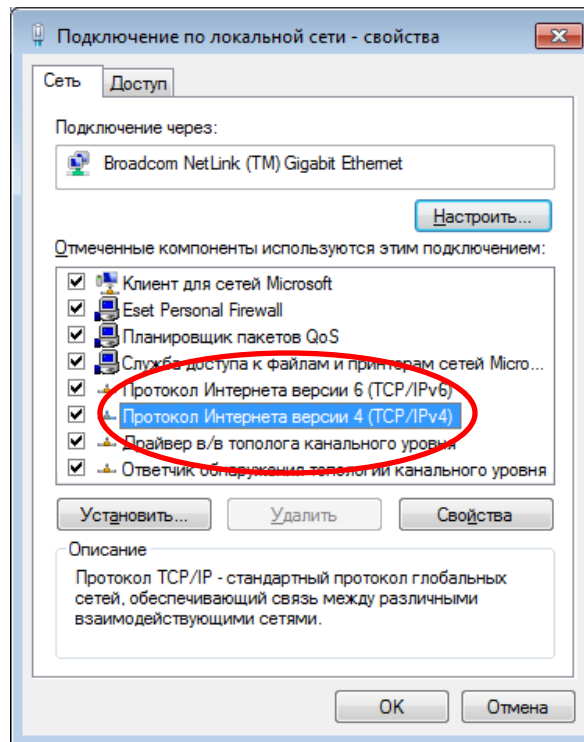 Подключение по локальной сети - свойства
Сеть
Доступ
Подключение через:
Broadcom NetLink (TM) Gigabit Ethernet
Настроить...
Отмеченные компоненты используются этим подключением:
Клиент для сетей Microsoft
Eset Personal Firewall
Планировщик пакетов QoS
Служба доступа к файлам и принтерам сетей Micro...
Протокол Интернета версии 6 (TCP/IPv6)
Протокол Интернета версии 4 (TCP/IPv4)
Драйвер в/в тополога канального уровня
Ответчик обнаружения топологии канального уровня
Установить...
Удалить
Свойства
Описание
Протокол TCP/IP - стандартный протокол глобальных
сетей, обеспечивающий связь между различными
взаимодействующими сетями.
OK
Отмена